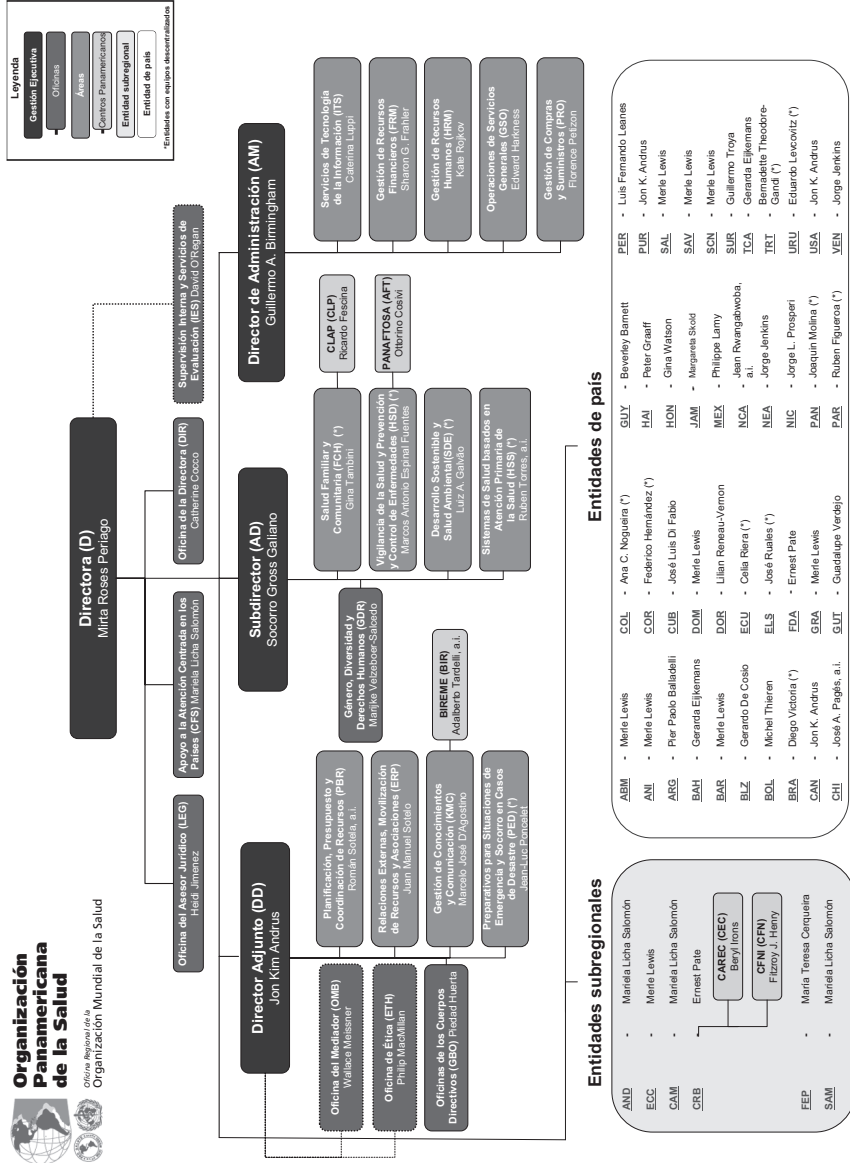 Organización
Panamericana
de la Salud
Oficina Regional de la
Organización Mundial de la Salud
Leyenda
Gestión Ejecutiva
Oficinas
Áreas
Centros Panamericanos
Entidad subregional
Entidad de país
*Entidades con equipos descentralizados
Directora (D)
Mirta Roses Periago
Oficina del Asesor Jurídico (LEG)
Heidi Jimenez
Apoyo a la Atención Centrada en los
Países (CFS) Mariela Licha Salomón
Oficina de la Directora (DIR)
Catherine Cocco
Supervisión Interna y Servicios de
Evaluación (IES) David O'Regan
Director Adjunto (DD)
Jon Kim Andrus
Subdirector (AD)
Socorro Gross Galiano
Director de Administración (AM)
Guillermo A. Birmingham
Oficina del Mediador (OMB)
Wallace Meissner
Oficina de Ética (ETH)
Philip MacMillan
Oficinas de los Cuerpos
Directivos (GBO) Piedad Huerta
Planificación, Presupuesto y
Coordinación de Recursos (PBR)
Román Sotela, a.i.
Relaciones Externas, Movilización
de Recursos y Asociaciones (ERP)
Juan Manuel Sotelo
Gestión de Conocimientos
y Comunicación (KMC)
Marcelo José D'Agostino
Preparativos para Situaciones de
Emergencia y Socorro en Casos
de Desastre (PED) (*)
Jean-Luc Poncelet
BIREME (BIR)
Adalberto Tardelli, a.i.
Género, Diversidad y
Derechos Humanos (GDR)
Marijke Velzeboer-Salcedo
Salud Familiar y
Comunitaria (FCH) (*)
Gina Tambini
Vigilancia de la Salud y Prevención
y Control de Enfermedades (HSD) (*)
Marcos Antonio Espinal Fuentes
Desarrollo Sostenible y
Salud Ambiental(SDE) (*)
Luiz A. Galvão
Sistemas de Salud basados en
Atención Primaria de
la Salud (HSS) (*)
Ruben Torres, a.i.
CLAP (CLP)
Ricardo Fescina
PANAFTOSA (AFT)
Ottorino Cosivi
Servicios de Tecnología
de la Información (ITS)
Caterina Luppi
Gestión de Recursos
Financieros (FRM)
Sharon G. Frahler
Gestión de Recursos
Humanos (HRM)
Kate Rojkov
Operaciones de Servicios
Generales (GSO)
Edward Harkness
Gestión de Compras
y Suministros (PRO)
Florence Petizon
Entidades subregionales
AND - Mariela Licha Salomón
ECC - Merle Lewis
CAM - Mariela Licha Salomón
CRB - Ernest Pate
CAREC (CEC)
Beryl Irons
CFNI (CFN)
Fitzroy J. Henry
FEP - María Teresa Cerqueira
SAM - Mariela Licha Salomón
Entidades de país
ABM - Merle Lewis
ANI - Merle Lewis
ARG - Pier Paolo Balladelli
BAH - Gerarda Eijkemans
BAR - Merle Lewis
BLZ - Gerardo De Cosio
BOL - Michel Thieren
BRA - Diego Victoria (*)
CAN - Jon K. Andrus
CHI - José A. Pagés, a.i.
COL - Ana C. Nogueira (*)
COR - Federico Hernández (*)
CUB - José Luis Di Fabio
DOM - Merle Lewis
DOR - Lilian Reneau-Vernon
ECU - Celia Riera (*)
ELS - José Ruales (*)
FDA - Ernest Pate
GRA - Merle Lewis
GUT - Guadalupe Verdejo
GUY - Beverley Barnett
HAI - Peter Graaff
HON - Gina Watson
JAM - Margareta Skold
MEX - Philippe Lamy
NCA - Jean Rwangabwoba,
a.i.
NEA - Jorge Jenkins
NIC - Jorge L. Prosperi
PAN - Joaquin Molina (*)
PAR - Ruben Figueroa (*)
PER - Luis Fernando Leanes
PUR - Jon K. Andrus
SAL - Merle Lewis
SAV - Merle Lewis
SCN - Merle Lewis
SUR - Guillermo Troya
TCA - Gerarda Eijkemans
TRT - Bernadette Theodore-
Gandi (*)
URU - Eduardo Levcovitz (*)
USA - Jon K. Andrus
VEN - Jorge Jenkins